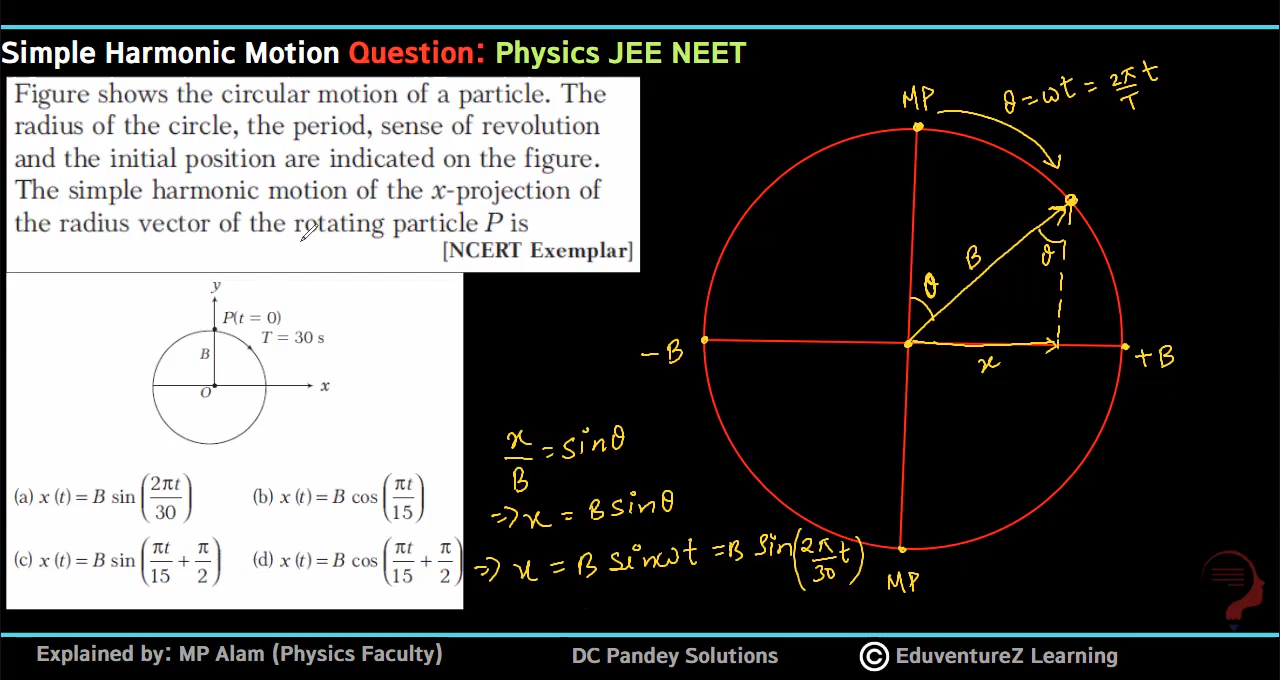 Simple Harmonic Motion Question: Physics JEE NEET
Figure shows the circular motion of a particle. The
radius of the circle, the period, sense of revolution
and the initial position are indicated on the figure.
The simple harmonic motion of the x-projection of
the radius vector of the rotating particle P is
[NCERT Exemplar]
y
P(t = 0)
T = 30 s
B
O
x
(a) x (t) = B sin (2πt/30)
(b) x (t) = B cos (πt/15)
(c) x (t) = B sin (πt/15 + π/2)
(d) x (t) = B cos (πt/15 + π/2)
MP
θ = ωt = 2π/T t
B
θ
θ
-B
x
+B
x/B = sinθ
=> x = B sinθ
=> x = B sinωt = B sin(2π/30 t)
MP
Explained by: MP Alam (Physics Faculty)
DC Pandey Solutions
© EduventureZ Learning